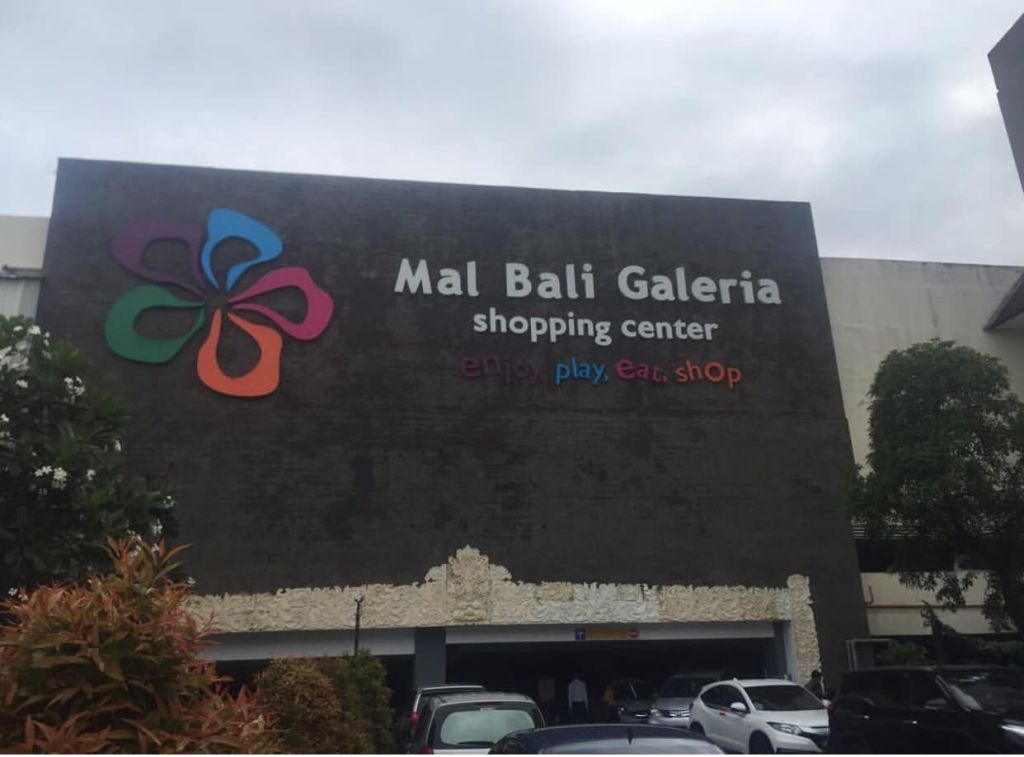 Mal Bali Galeria
shopping center
enjoy, play, eat, shop